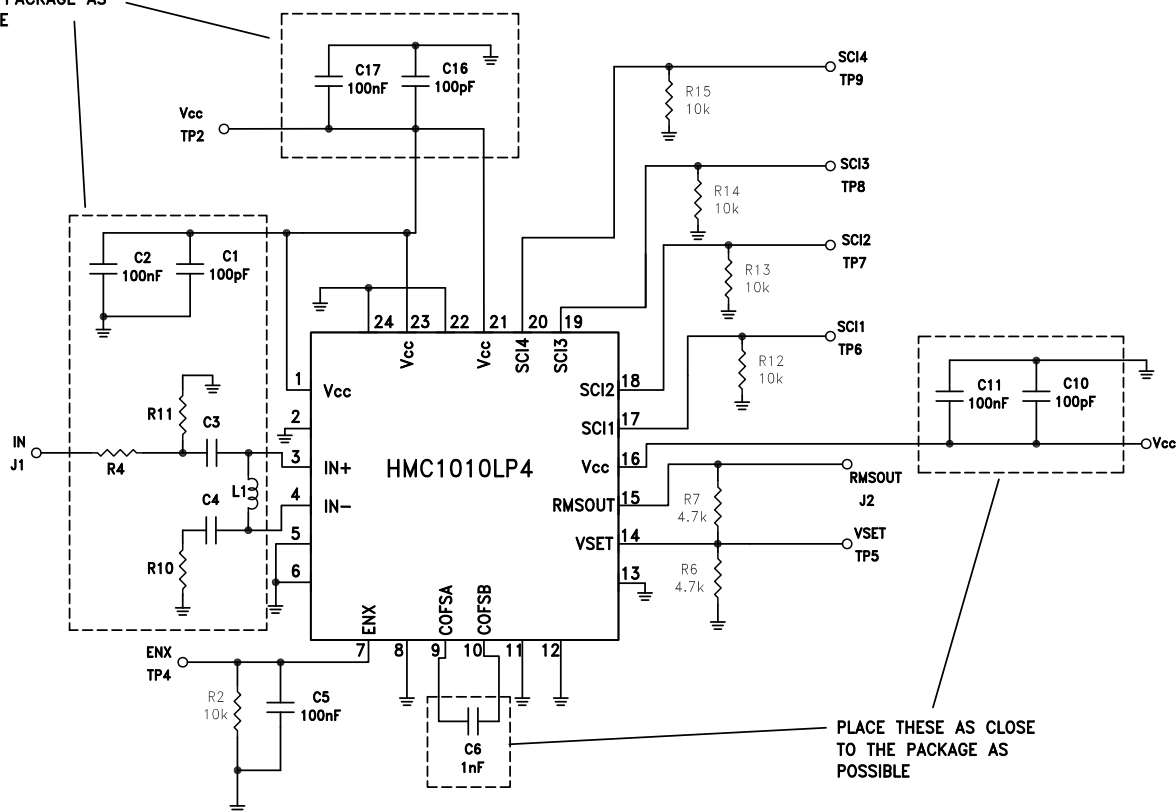 PACKAGE AS
E
C17
100nF
C16
100pF
Vcc
TP2
SCI4
TP9
R15
10k
SCI3
TP8
R14
10k
SCI2
TP7
R13
10k
SCI1
TP6
R12
10k
C2
100nF
C1
100pF
24
23
22
21
20
19
Vcc
Vcc
SCI4
SCI3
1
Vcc
2
3
IN+
4
IN-
5
6
HMC1010LP4
SCI2
18
SCI1
17
Vcc
16
RMSOUT
15
VSET
14
13
C11
100nF
C10
100pF
Vcc
R11
C3
IN
J1
R4
L1
C4
R10
RMSOUT
J2
R7
4.7k
VSET
TP5
R6
4.7k
ENX
COFSA
COFSB
7
8
9
10
11
12
ENX
TP4
R2
10k
C5
100nF
C6
1nF
PLACE THESE AS CLOSE
TO THE PACKAGE AS
POSSIBLE